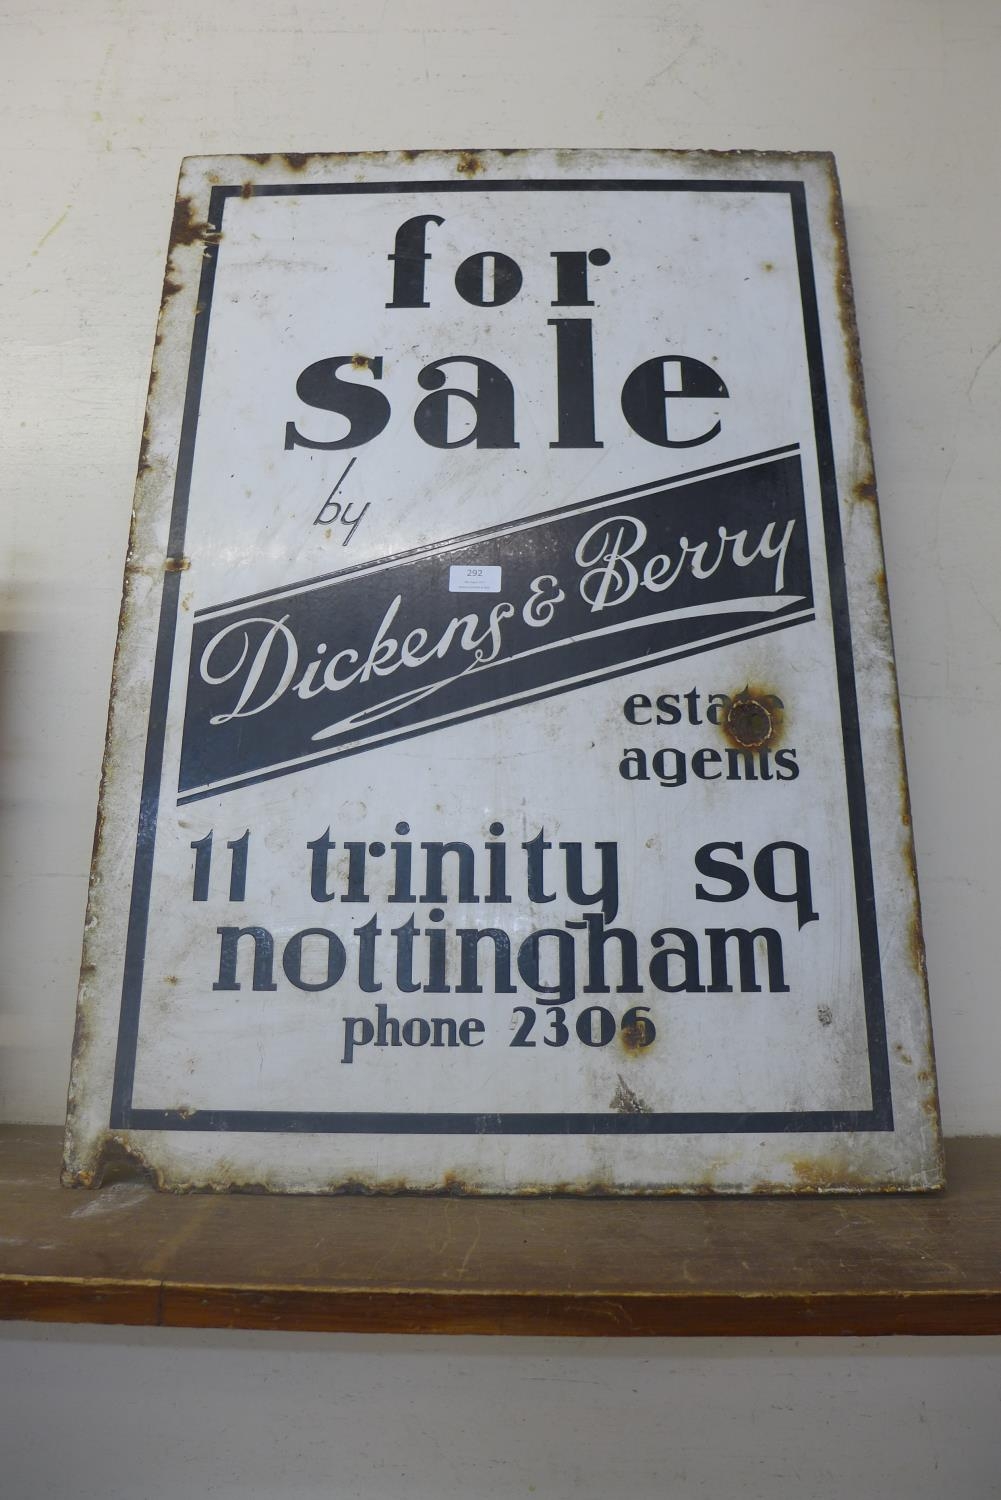 for
sale
by
Dickens & Berry
292
estate
agents
11 trinity sq
nottingham
phone 2306